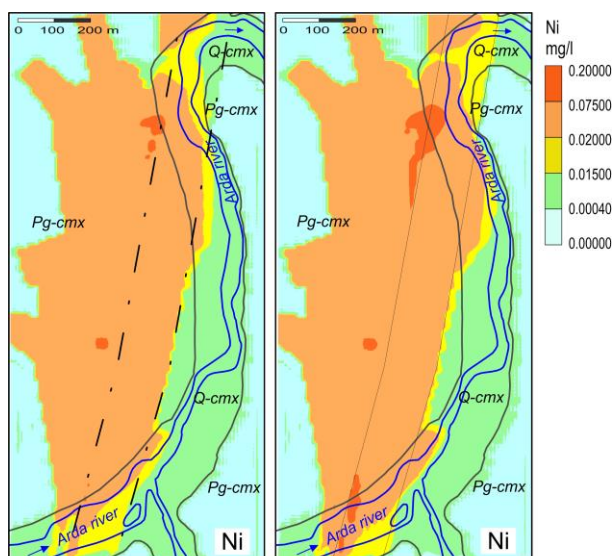 0 100 200 m
Q-cmx
Pg-cmx
Arda river
Pg-cmx
Q-cmx
Pg-cmx
Arda river
Ni
0 100 200 m
Q-cmx
Pg-cmx
Arda river
Pg-cmx
Q-cmx
Pg-cmx
Arda river
Ni
Ni
mg/l
0.20000
0.07500
0.02000
0.01500
0.00040
0.00000